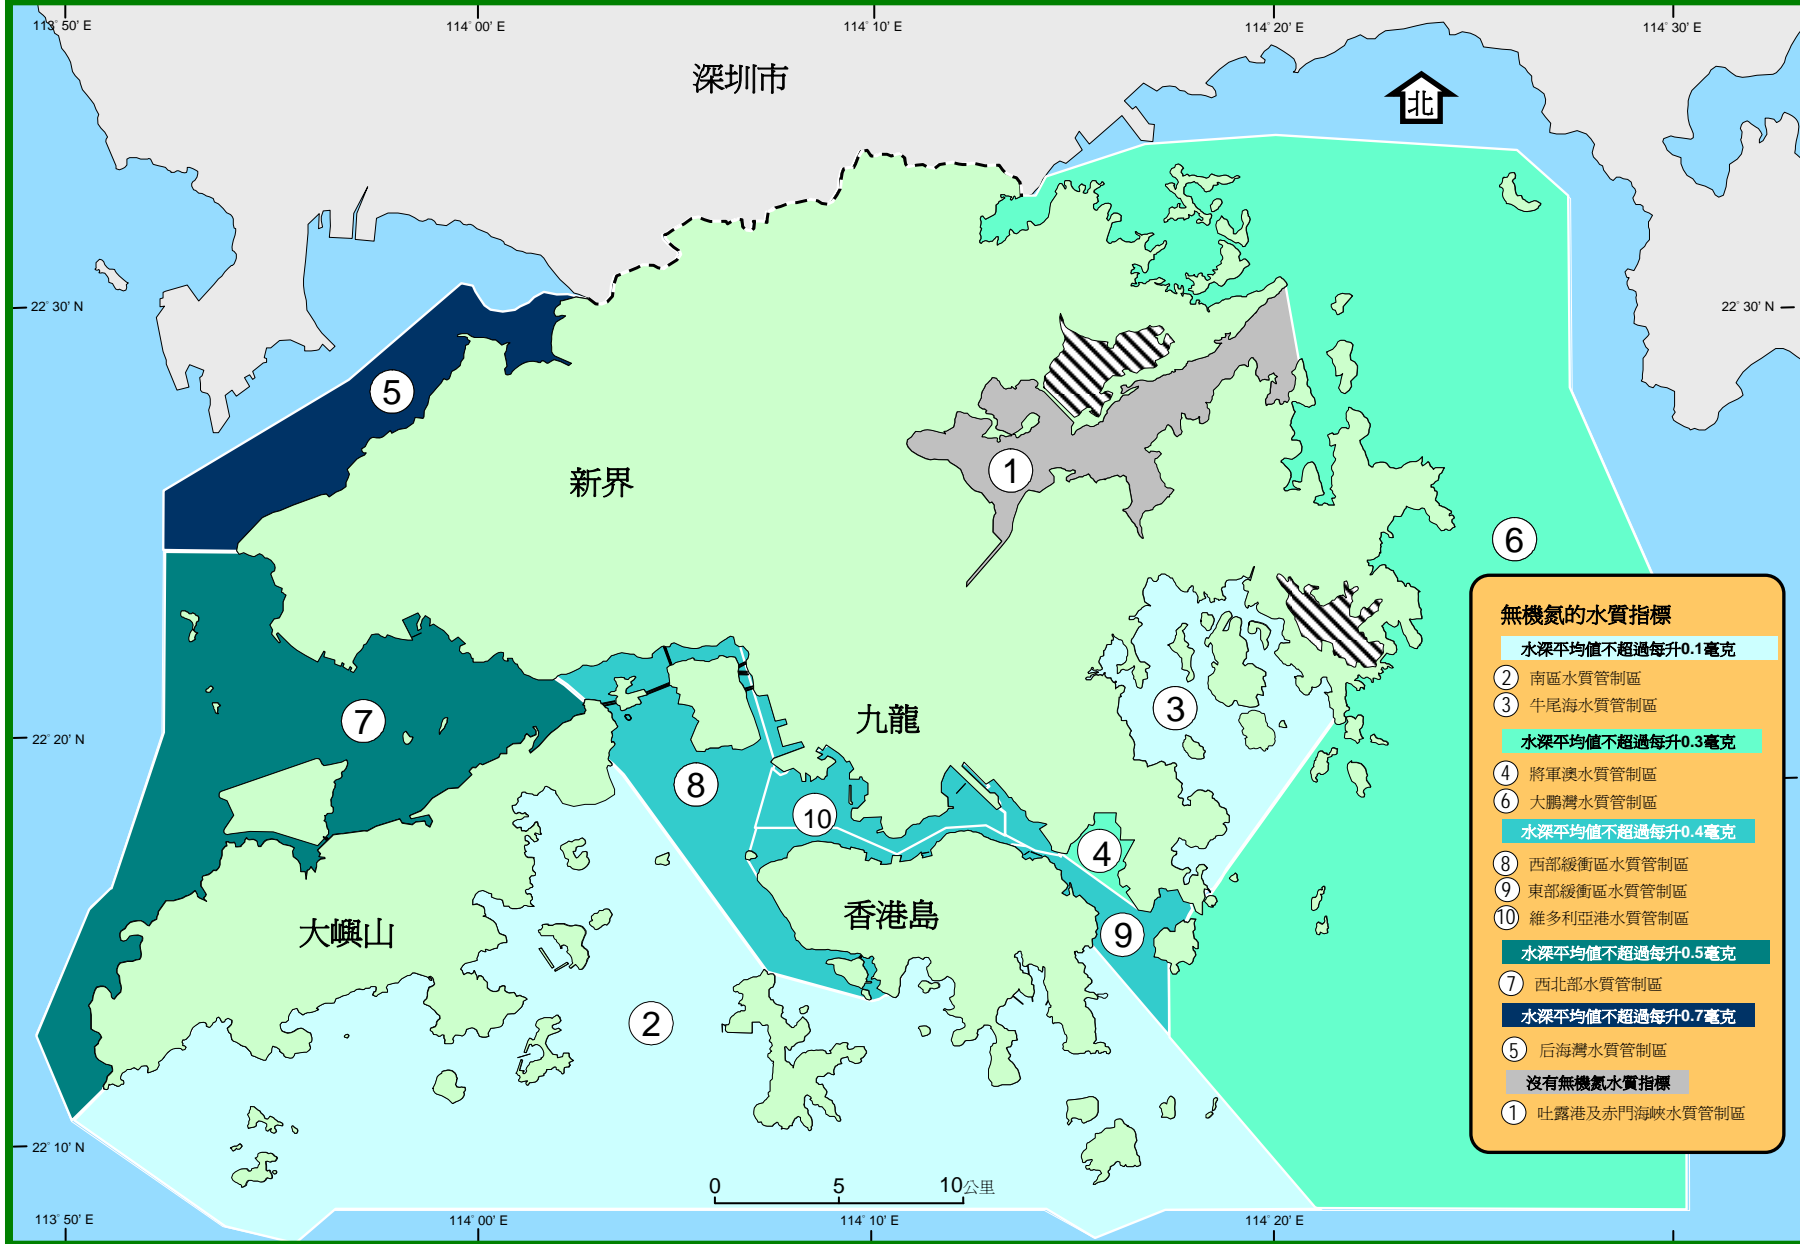 113° 50' E
114° 00' E
114° 10' E
114° 20' E
114° 30' E
深圳市
北
22° 30' N
22° 30' N
5
新界
1
6
無機氮的水質指標
水深平均值不超過每升0.1毫克
2 南區水質管制區
3 牛尾海水質管制區
水深平均值不超過每升0.3毫克
4 將軍澳水質管制區
6 大鵬灣水質管制區
水深平均值不超過每升0.4毫克
8 西部緩衝區水質管制區
9 東部緩衝區水質管制區
10 維多利亞港水質管制區
水深平均值不超過每升0.5毫克
7 西北部水質管制區
水深平均值不超過每升0.7毫克
5 后海灣水質管制區
沒有無機氮水質指標
1 吐露港及赤門海峽水質管制區
7
九龍
3
22° 20' N
8
10
4
大嶼山
香港島
9
2
22° 10' N
0 5 10公里
113° 50' E
114° 00' E
114° 10' E
114° 20' E